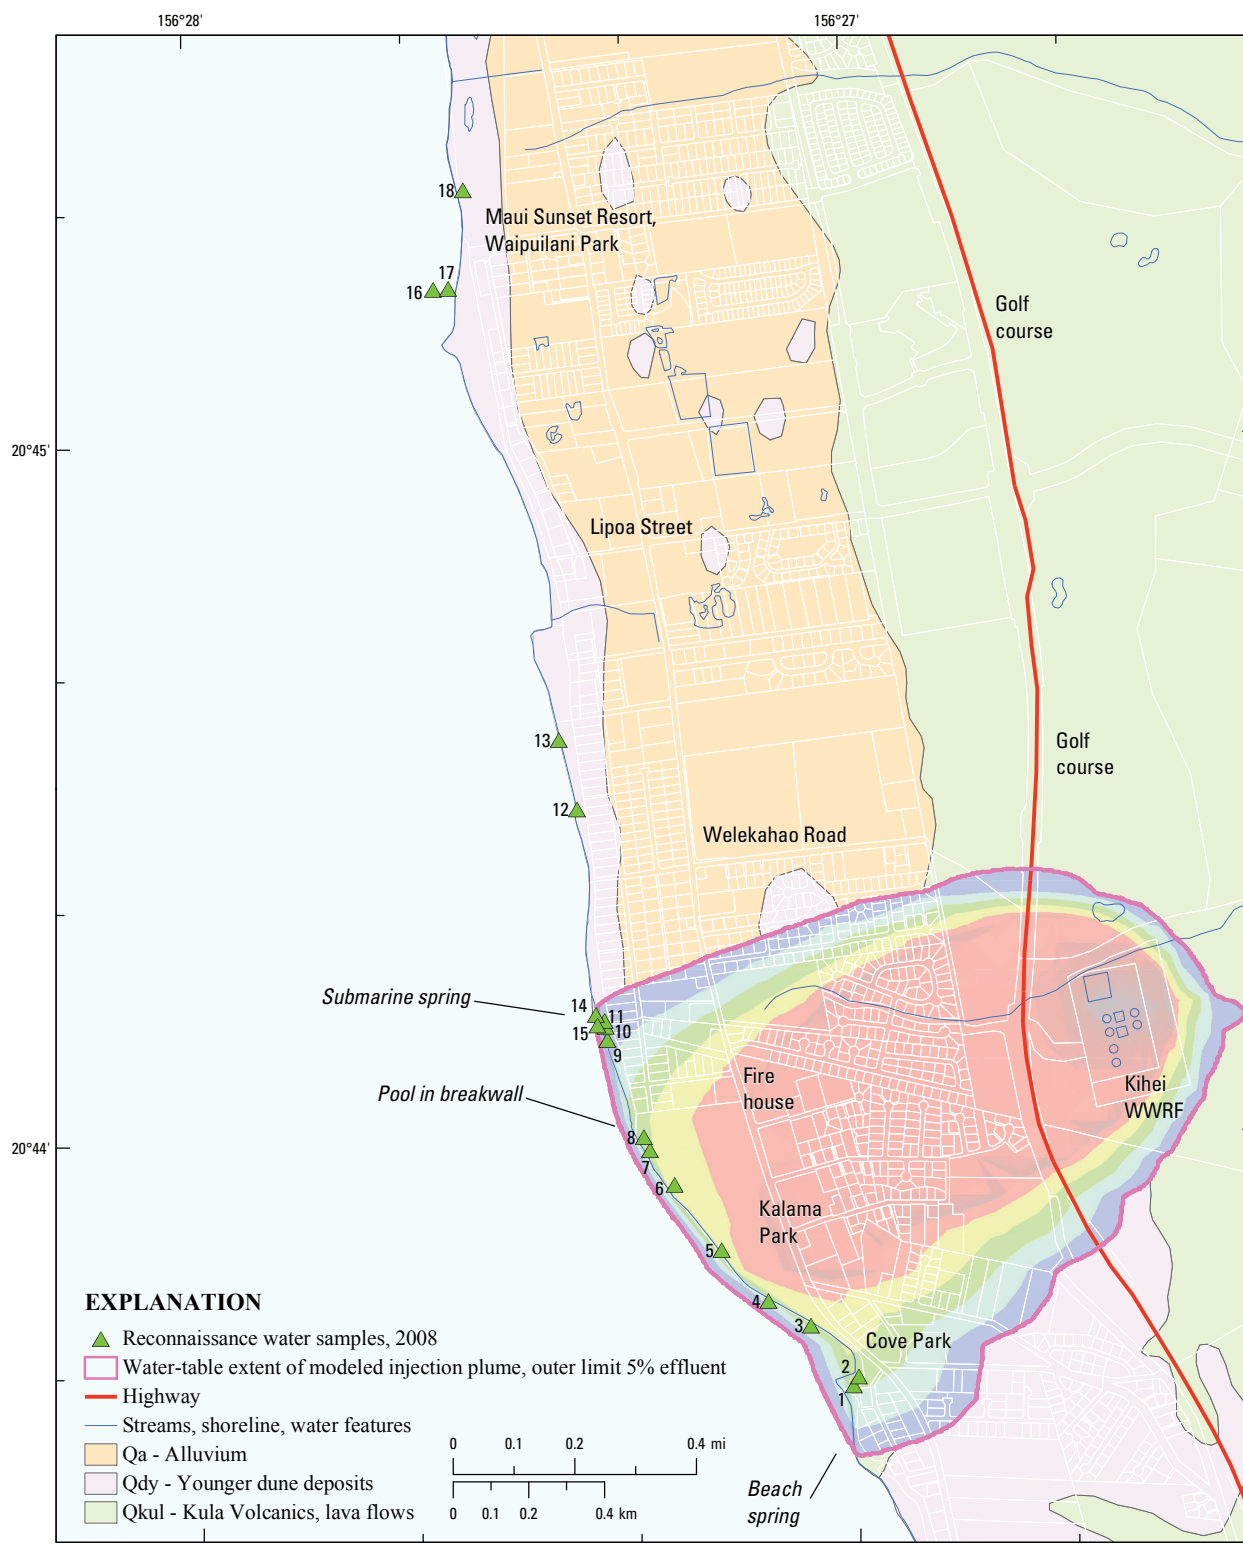 156°28'
156°27'
18
Maui Sunset Resort,
Waipuilani Park
17
16
Golf
course
20°45'
Lipoa Street
13
Golf
course
12
Welekahao Road
Submarine spring
14
11
15
10
9
Fire
house
Kihei
WWRF
Pool in breakwall
8
20°44'
7
6
Kalama
Park
5
4
3
Cove Park
2
1
Beach
spring
EXPLANATION
Reconnaissance water samples, 2008
Water-table extent of modeled injection plume, outer limit 5% effluent
Highway
Streams, shoreline, water features
Qa - Alluvium
Qdy - Younger dune deposits
Qkul - Kula Volcanics, lava flows
0 0.1 0.2 0.4 mi
0 0.1 0.2 0.4 km